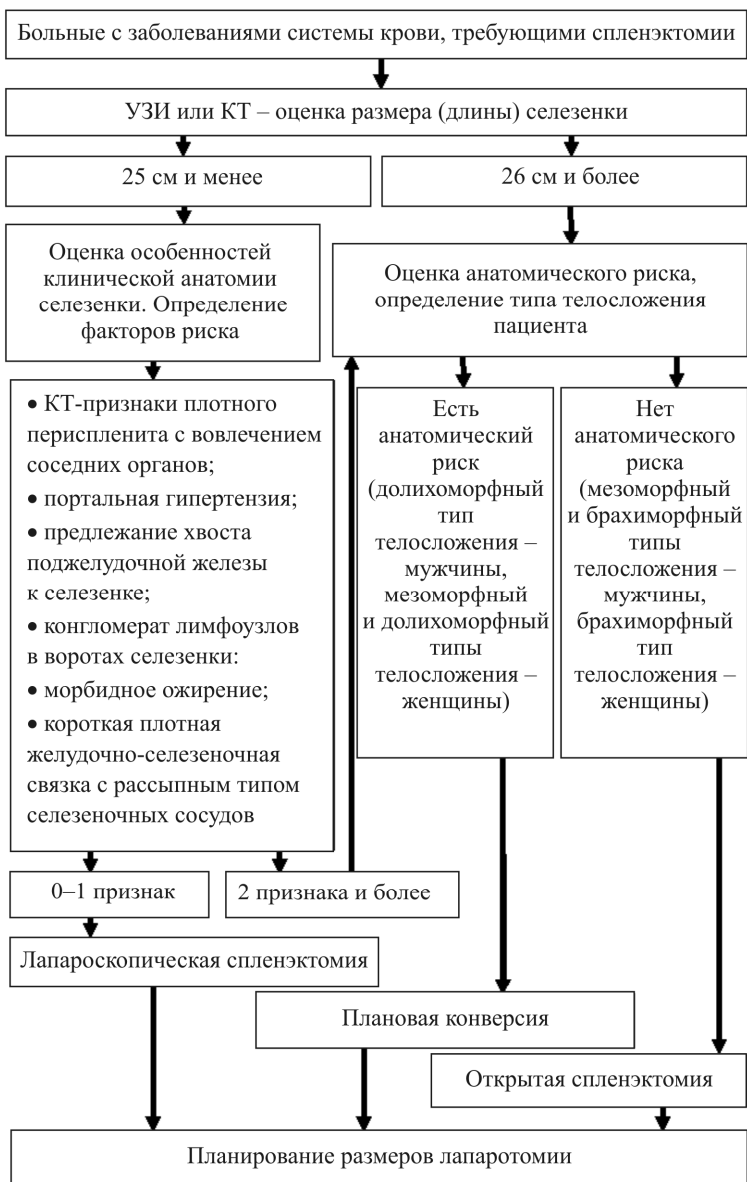 Больные с заболеваниями системы крови, требующими спленэктомии
УЗИ или КТ – оценка размера (длины) селезенки
25 см и менее
26 см и более
Оценка особенностей
клинической анатомии
селезенки. Определение
факторов риска
Оценка анатомического риска,
определение типа телосложения
пациента
• КТ-признаки плотного
периспленита с вовлечением
соседних органов;
• портальная гипертензия;
• предлежание хвоста
поджелудочной железы
к селезенке;
• конгломерат лимфоузлов
в воротах селезенки:
• морбидное ожирение;
• короткая плотная
желудочно-селезеночная
связка с рассыпным типом
селезеночных сосудов
Есть
анатомический
риск
(долихоморфный
тип
телосложения –
мужчины,
мезоморфный
и долихоморфный
типы
телосложения –
женщины)
Нет
анатомического
риска
(мезоморфный
и брахиморфный
типы
телосложения –
мужчины,
брахиморфный
тип
телосложения –
женщины)
0–1 признак
2 признака и более
Лапароскопическая спленэктомия
Плановая конверсия
Открытая спленэктомия
Планирование размеров лапаротомии